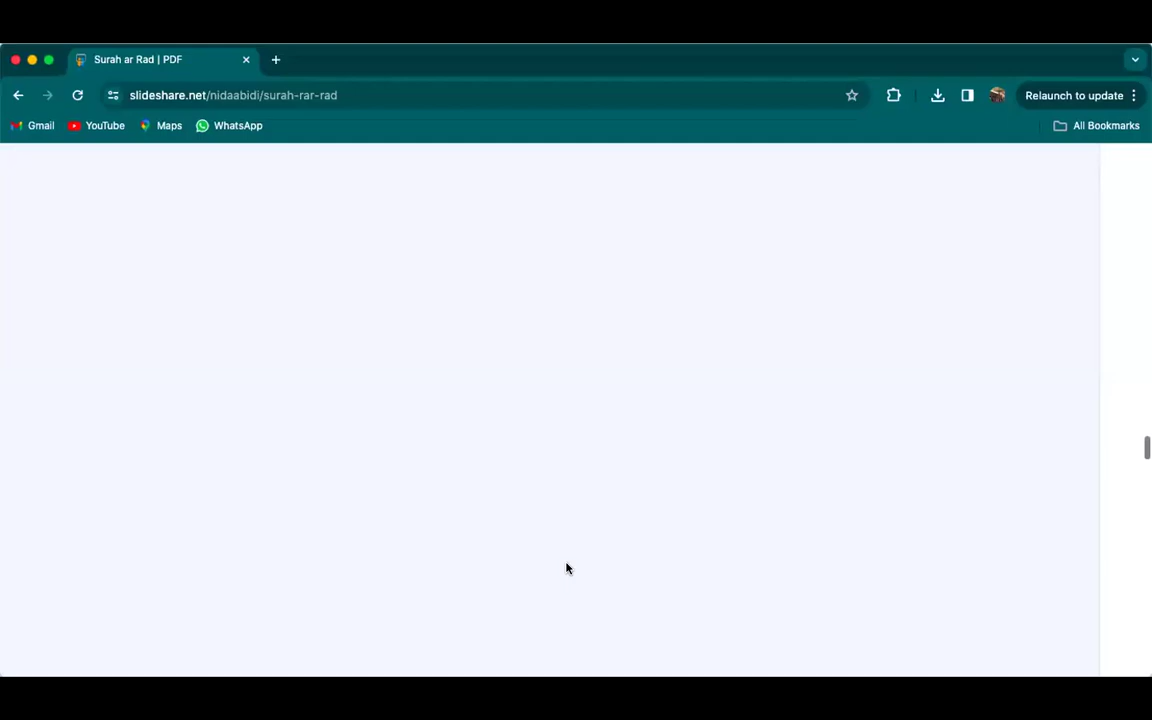 Surah ar Rad | PDF
slideshare.net/nidaabidi/surah-rar-rad
Relaunch to update
Gmail
YouTube
Maps
WhatsApp
All Bookmarks